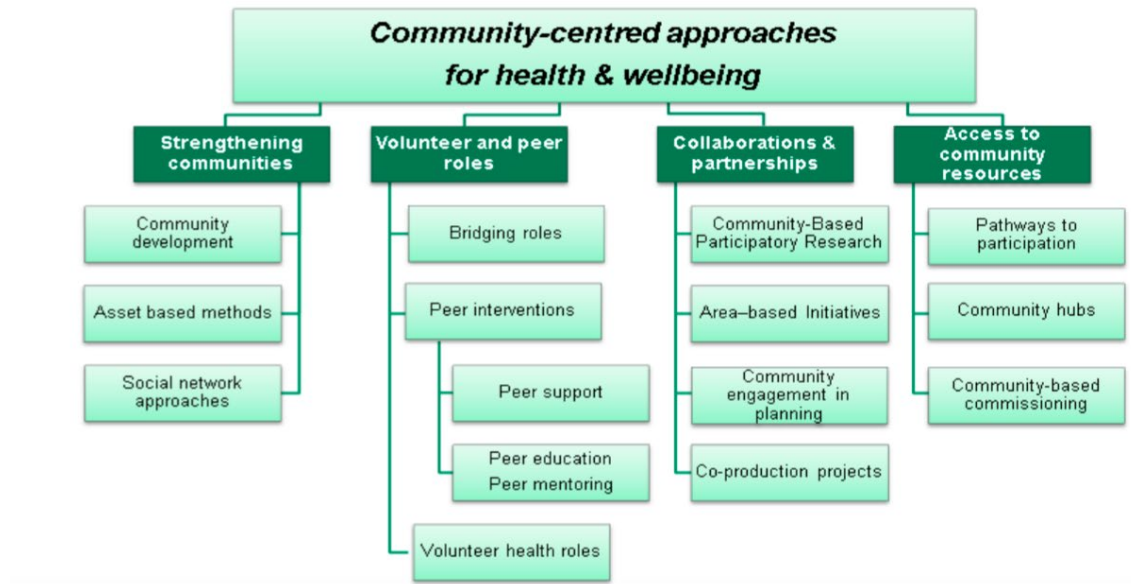 Community-centred approaches
for health & wellbeing
Strengthening
communities
Community
development
Asset based methods
Social network
approaches
Volunteer and peer
roles
Bridging roles
Peer interventions
Peer support
Peer education
Peer mentoring
Volunteer health roles
Collaborations &
partnerships
Community-Based
Participatory Research
Area–based Initiatives
Community
engagement in
planning
Co-production projects
Access to
community
resources
Pathways to
participation
Community hubs
Community-based
commissioning